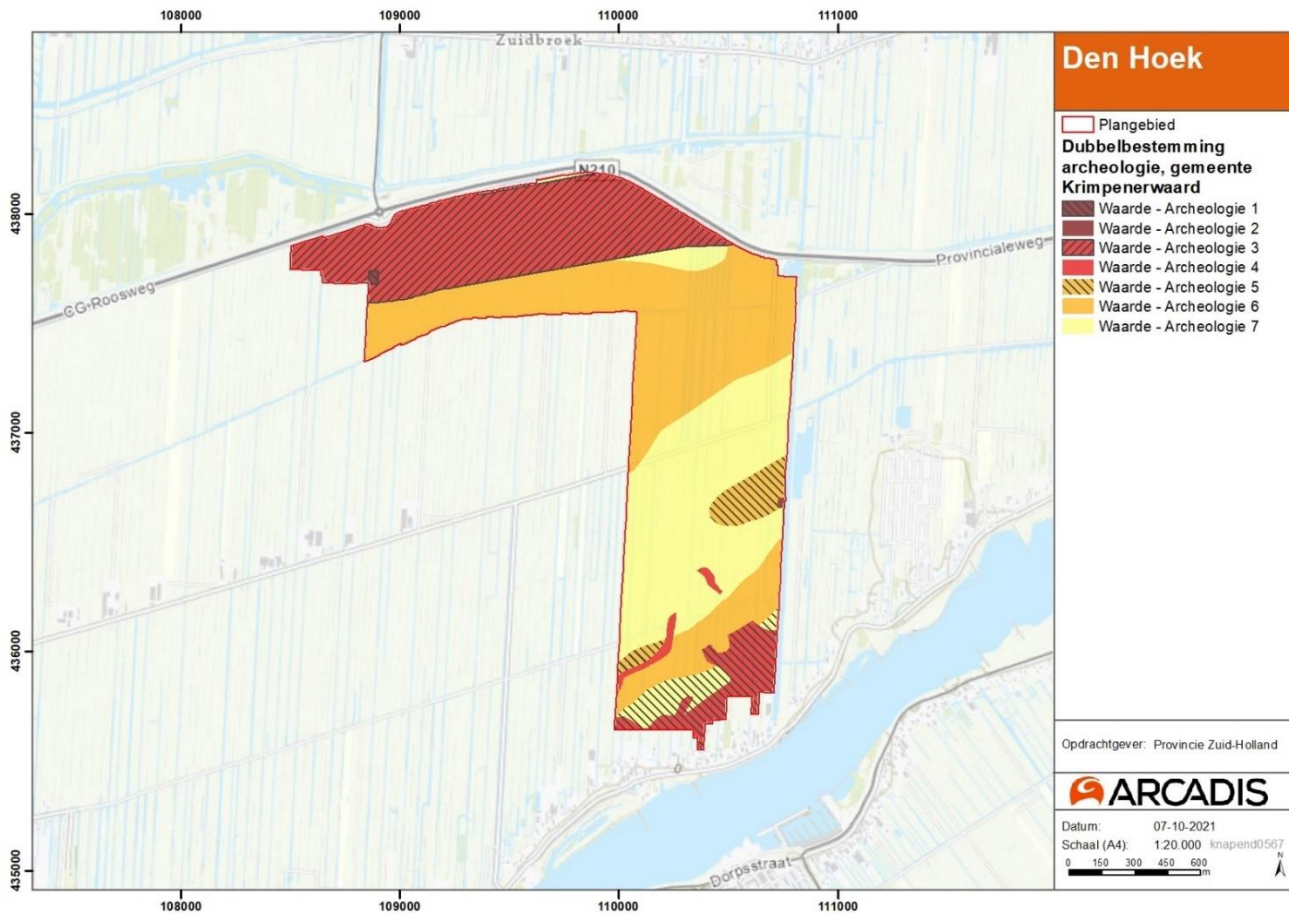 108000 109000 110000 111000
Zuidbroek
N210
CG-Roosweg
Provincialeweg
Dorpsstraat
438000
437000
436000
435000
108000 109000 110000 111000
Den Hoek
Plangebied
Dubbelbestemming
archeologie, gemeente
Krimpenerwaard
Waarde - Archeologie 1
Waarde - Archeologie 2
Waarde - Archeologie 3
Waarde - Archeologie 4
Waarde - Archeologie 5
Waarde - Archeologie 6
Waarde - Archeologie 7
Opdrachtgever: Provincie Zuid-Holland
ARCADIS
Datum: 07-10-2021
Schaal (A4): 1:20.000 knapend0567
0 150 300 450 600 m
N